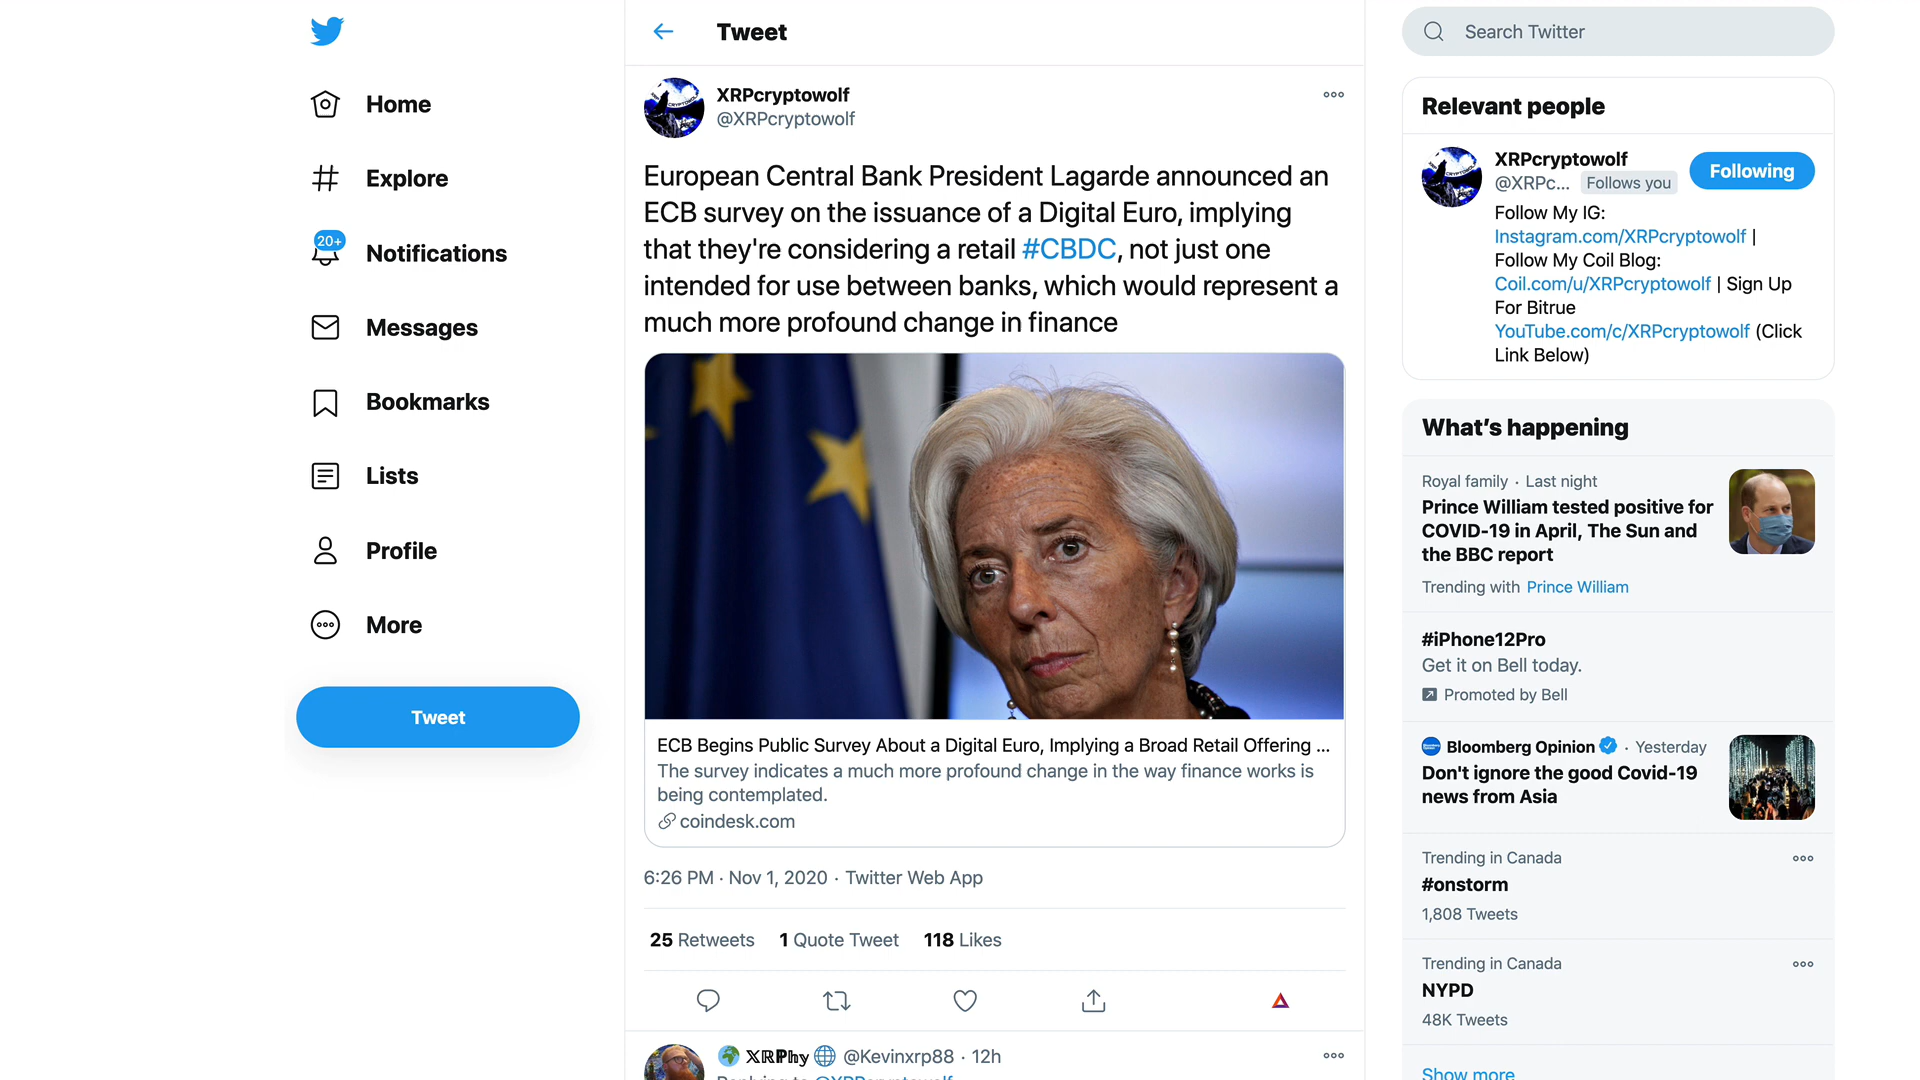 Home
Explore
20+
Notifications
Messages
Bookmarks
Lists
Profile
More
Tweet
Tweet
XRPcryptowolf
@XRPcryptowolf
European Central Bank President Lagarde announced an
ECB survey on the issuance of a Digital Euro, implying
that they're considering a retail #CBDC, not just one
intended for use between banks, which would represent a
much more profound change in finance
ECB Begins Public Survey About a Digital Euro, Implying a Broad Retail Offering ...
The survey indicates a much more profound change in the way finance works is
being contemplated.
coindesk.com
6:26 PM · Nov 1, 2020 · Twitter Web App
25 Retweets 1 Quote Tweet 118 Likes
𝕏ℝℙhy @Kevinxrp88 · 12h
Replying to @XRPcryptowolf
Search Twitter
Relevant people
XRPcryptowolf
@XRPc... Follows you
Following
Follow My IG:
Instagram.com/XRPcryptowolf |
Follow My Coil Blog:
Coil.com/u/XRPcryptowolf | Sign Up
For Bitrue
YouTube.com/c/XRPcryptowolf (Click
Link Below)
What's happening
Royal family · Last night
Prince William tested positive for
COVID-19 in April, The Sun and
the BBC report
Trending with Prince William
#iPhone12Pro
Get it on Bell today.
Promoted by Bell
Bloomberg Opinion · Yesterday
Don't ignore the good Covid-19
news from Asia
Trending in Canada
#onstorm
1,808 Tweets
Trending in Canada
NYPD
48K Tweets
Show more